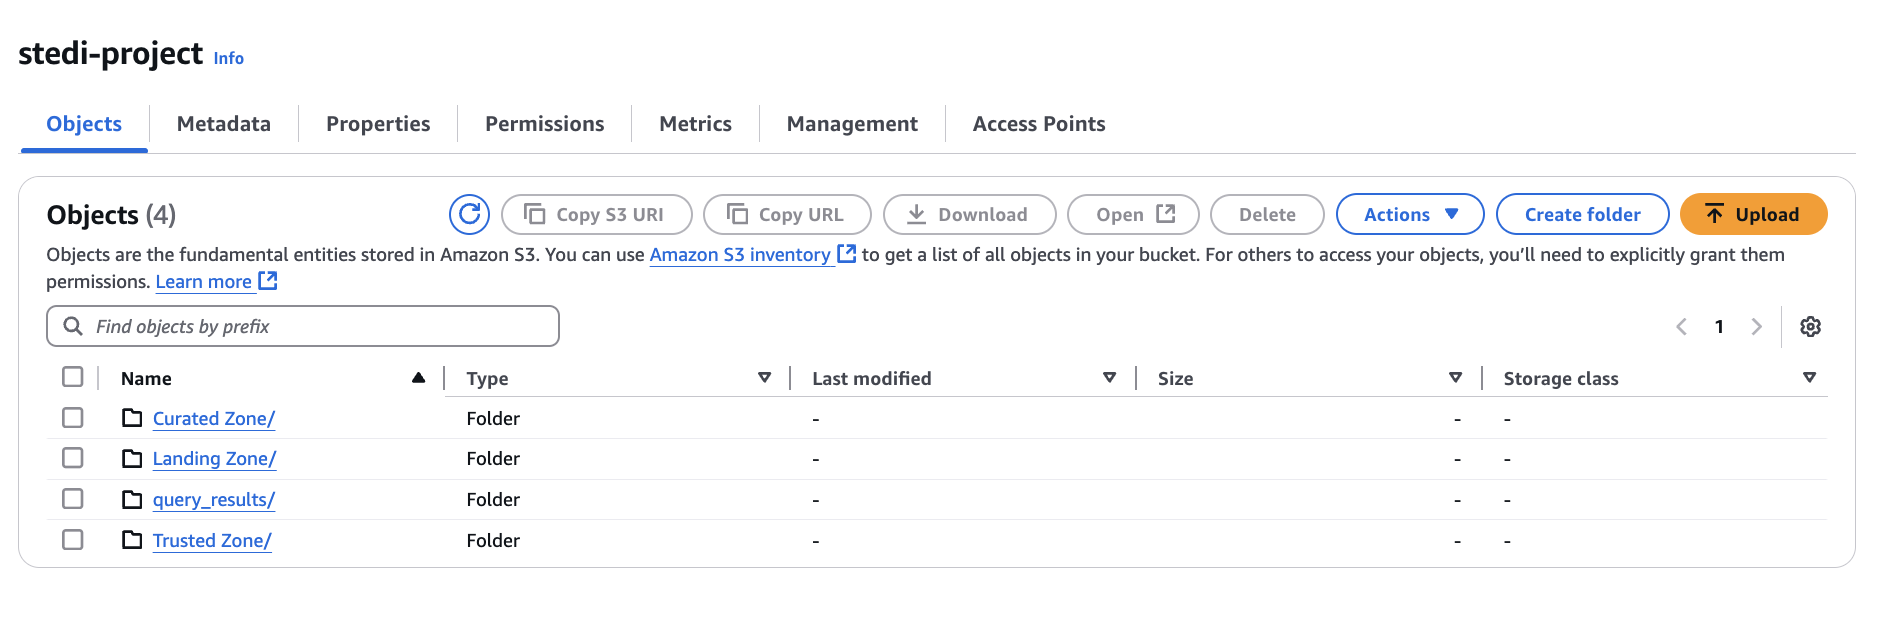 stedi-project Info
Objects Metadata Properties Permissions Metrics Management Access Points
Objects (4) Copy S3 URI Copy URL Download Open Delete Actions Create folder Upload
Objects are the fundamental entities stored in Amazon S3. You can use Amazon S3 inventory to get a list of all objects in your bucket. For others to access your objects, you’ll need to explicitly grant them
permissions. Learn more
Find objects by prefix 1
Name Type Last modified Size Storage class
Curated Zone/ Folder - - -
Landing Zone/ Folder - - -
query_results/ Folder - - -
Trusted Zone/ Folder - - -